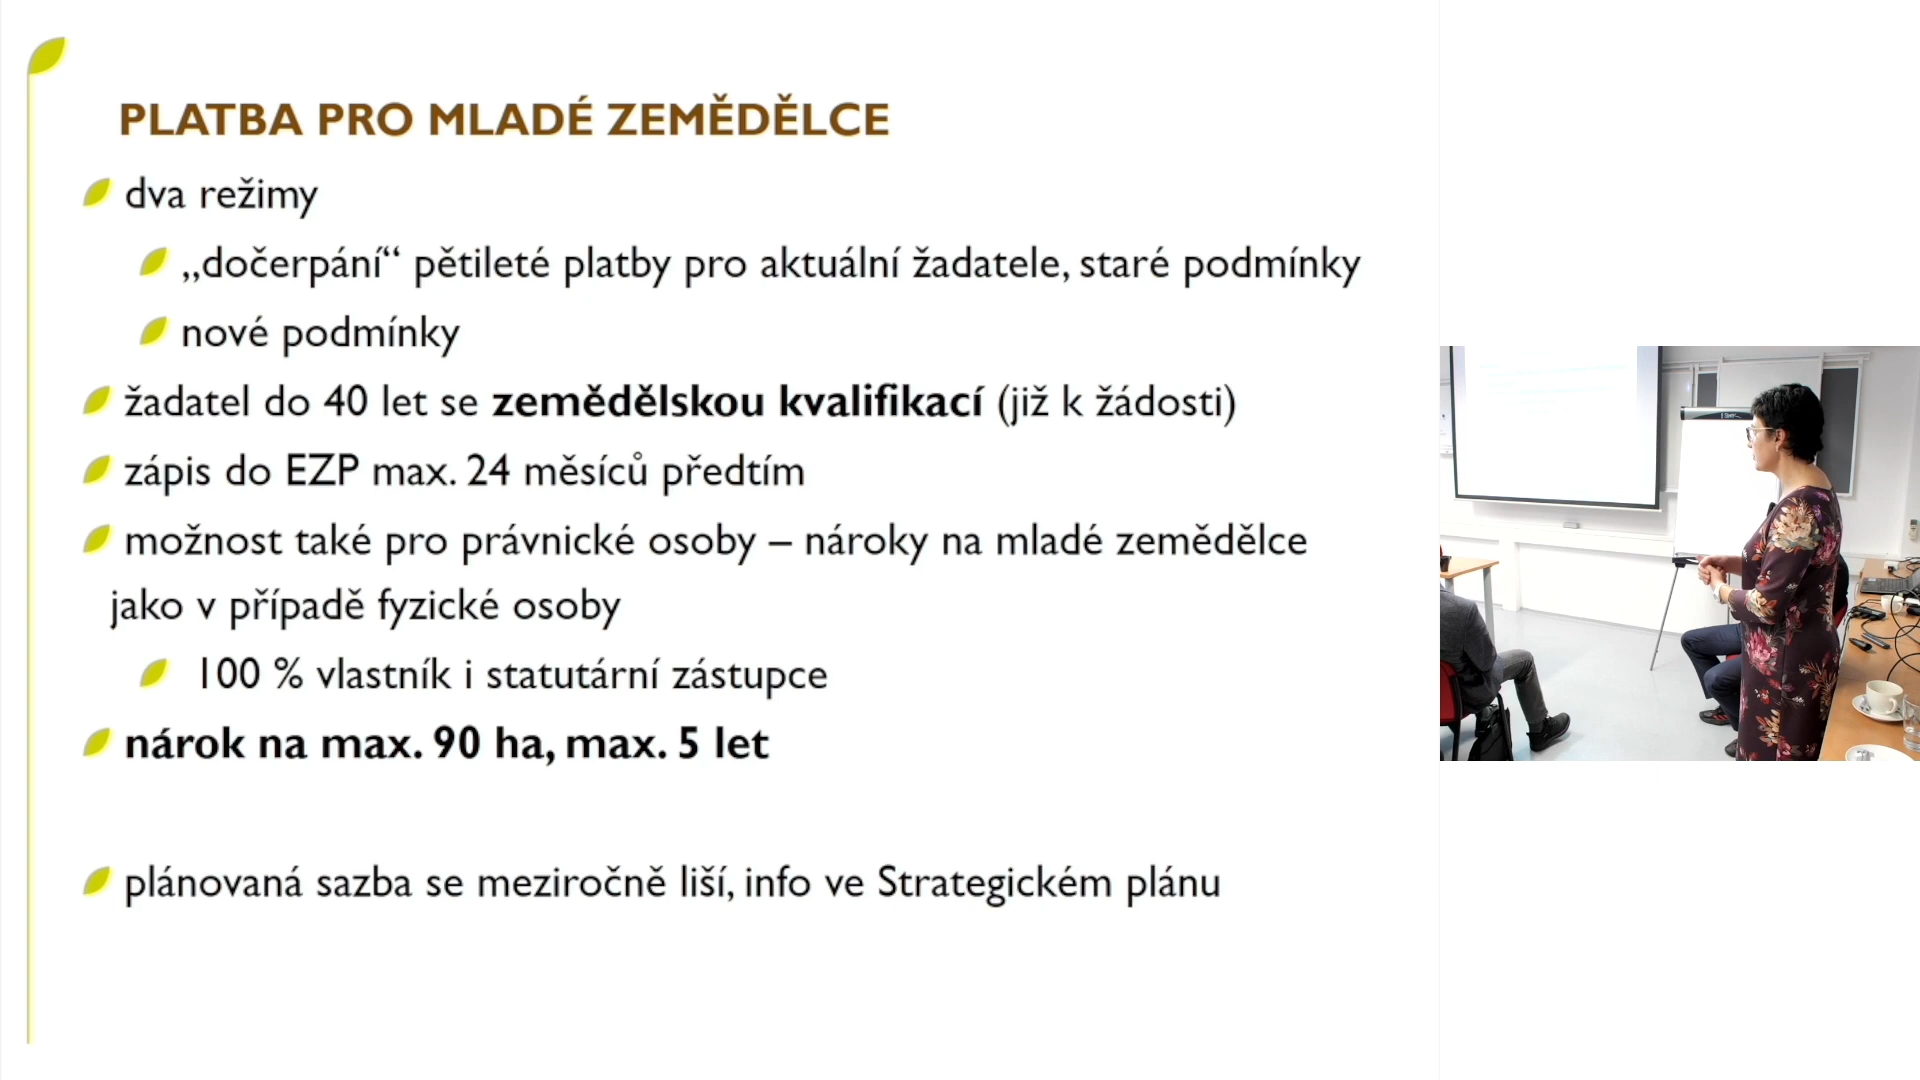 PLATBA PRO MLADÉ ZEMĚDĚLCE
dva režimy
„dočerpání“ pětileté platby pro aktuální žadatele, staré podmínky
nové podmínky
žadatel do 40 let se zemědělskou kvalifikací (již k žádosti)
zápis do EZP max. 24 měsíců předtím
možnost také pro právnické osoby – nároky na mladé zemědělce
jako v případě fyzické osoby
100 % vlastník i statutární zástupce
nárok na max. 90 ha, max. 5 let
plánovaná sazba se meziročně liší, info ve Strategickém plánu